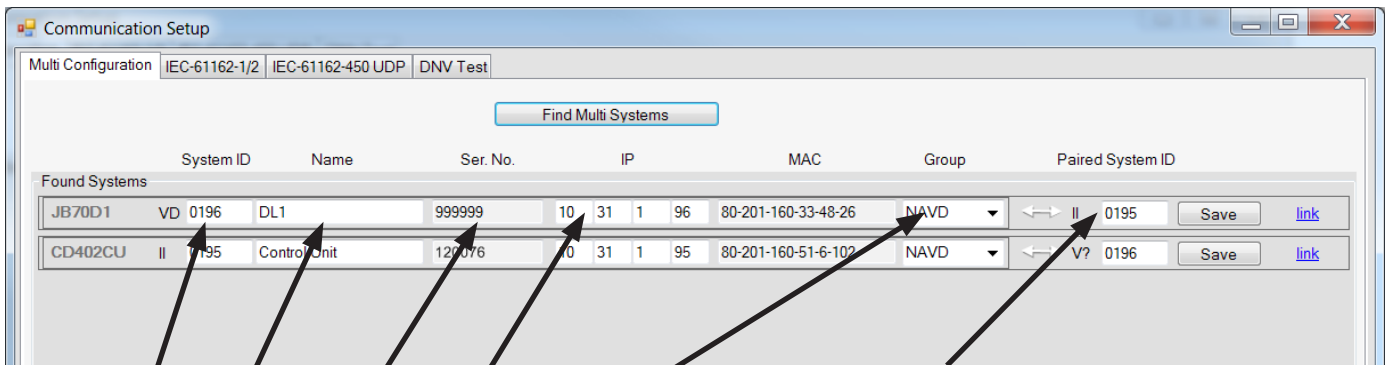 Communication Setup
Multi Configuration IEC-61162-1/2 IEC-61162-450 UDP DNV Test
Find Multi Systems
System ID Name Ser. No. IP MAC Group Paired System ID
Found Systems
JB70D1 VD 0196 DL1 999999 10 31 1 96 80-201-160-33-48-26 NAVD II 0195 Save link
CD402CU II 0195 Control Unit 120076 10 31 1 95 80-201-160-51-6-102 NAVD V? 0196 Save link